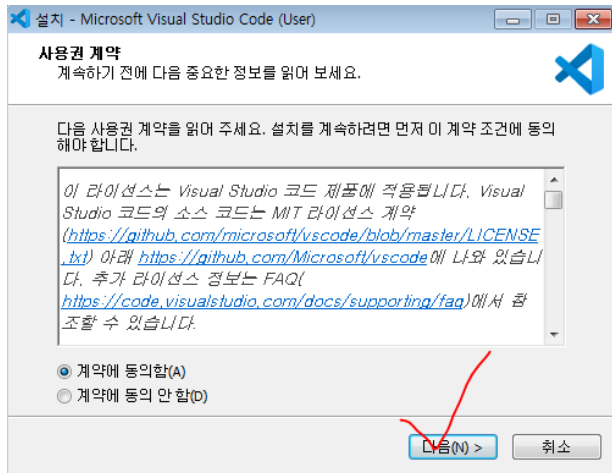 설치 - Microsoft Visual Studio Code (User)
사용권 계약
계속하기 전에 다음 중요한 정보를 읽어 보세요.
다음 사용권 계약을 읽어 주세요. 설치를 계속하려면 먼저 이 계약 조건에 동의
해야 합니다.
이 라이선스는 Visual Studio 코드 제품에 적용됩니다. Visual
Studio 코드의 소스 코드는 MIT 라이선스 계약
(https://github.com/microsoft/vscode/blob/master/LICENSE
.txt) 아래 https://github.com/Microsoft/vscode에 나와 있습니
다. 추가 라이선스 정보는 FAQ(
https://code.visualstudio.com/docs/supporting/faq)에서 참
조할 수 있습니다.
계약에 동의함(A)
계약에 동의 안 함(D)
다음(N) >
취소